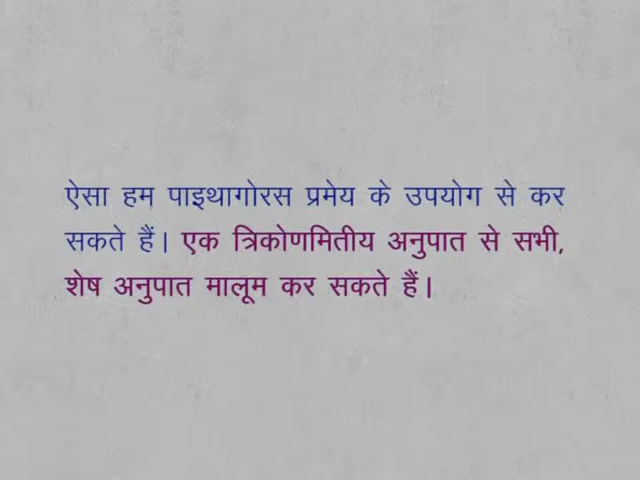 ऐसा हम पाइथागोरस प्रमेय के उपयोग से कर
सकते हैं। एक त्रिकोणमितीय अनुपात से सभी,
शेष अनुपात मालूम कर सकते हैं।